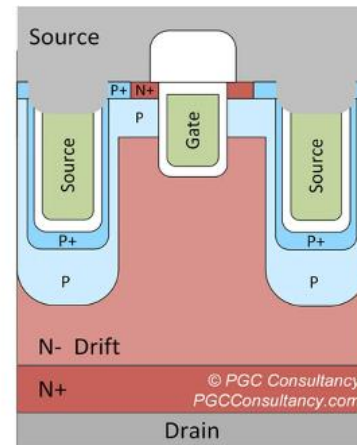 Source
P+ N+
P
Source
Gate
Source
P+
P+
P
P
N- Drift
N+
© PGC Consultancy
PGCConsultancy.com
Drain